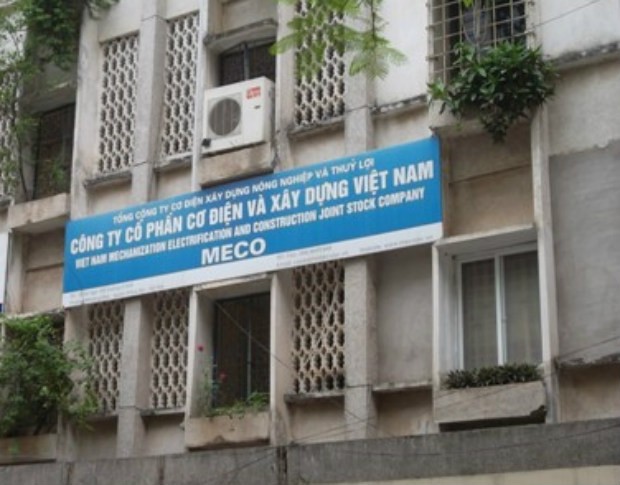 TỔNG CÔNG TY CƠ ĐIỆN XÂY DỰNG NÔNG NGHIỆP VÀ THUỶ LỢI
CÔNG TY CỔ PHẦN CƠ ĐIỆN VÀ XÂY DỰNG VIỆT NAM
VIET NAM MECHANIZATION ELECTRIFICATION AND CONSTRUCTION JOINT STOCK COMPANY
MECO